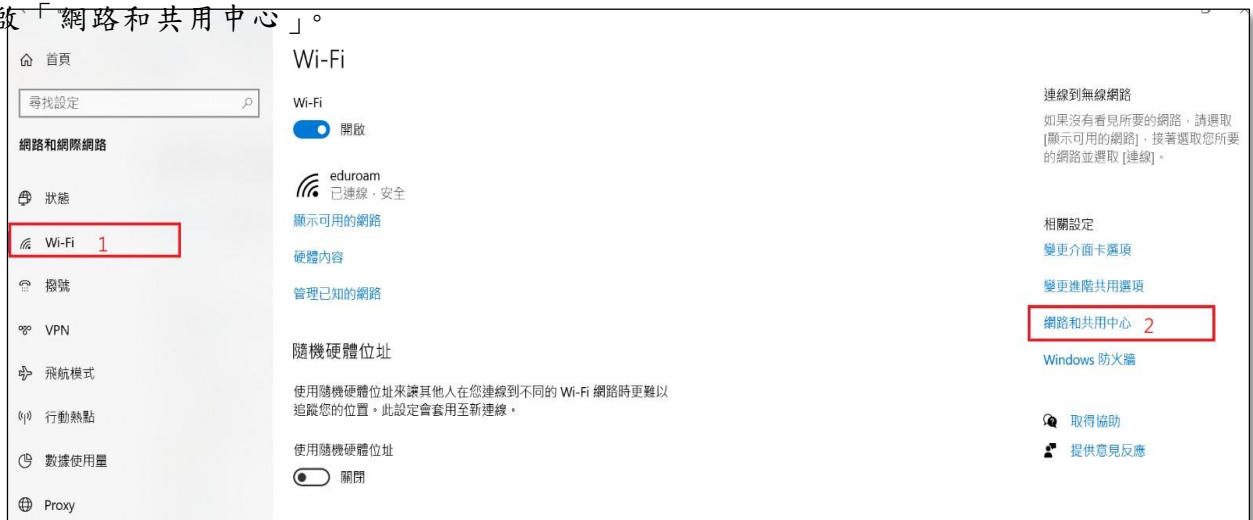 啟「網路和共用中心」。
首頁
尋找設定
網路和網際網路
狀態
Wi-Fi 1
撥號
VPN
飛航模式
行動熱點
數據使用量
Proxy
Wi-Fi
Wi-Fi
開啟
eduroam
已連線，安全
顯示可用的網路
硬體內容
管理已知的網路
隨機硬體位址
使用隨機硬體位址來讓其他人在您連線到不同的 Wi-Fi 網路時更難以
追蹤您的位置。此設定會套用至新連線。
使用隨機硬體位址
關閉
連線到無線網路
如果沒有看見所要的網路，請選取
[顯示可用的網路]，接著選取您所要
的網路並選取 [連線]。
相關設定
變更介面卡選項
變更進階共用選項
網路和共用中心 2
Windows 防火牆
取得協助
提供意見反應